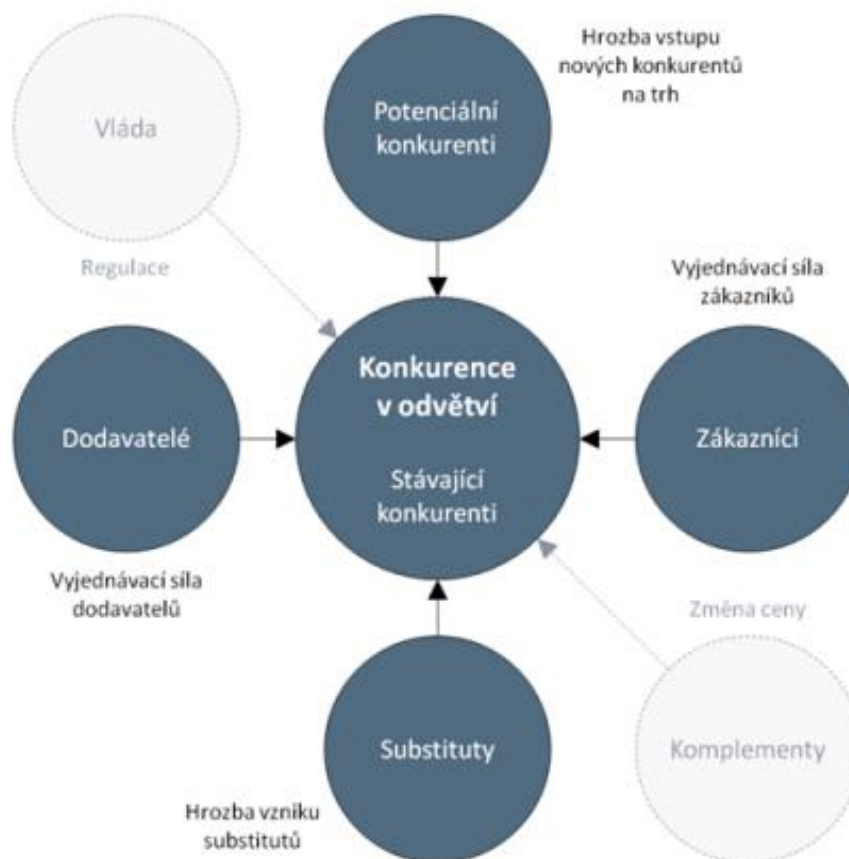 Hrozba vstupu
nových konkurentů
na trh
Vláda
Potenciální
konkurenti
Regulace
Vyjednávací síla
zákazníků
Konkurence
v odvětví
Dodavatelé
Zákazníci
Stávající
konkurenti
Vyjednávací síla
dodavatelů
Změna ceny
Substituty
Komplementy
Hrozba vzniku
substitutů